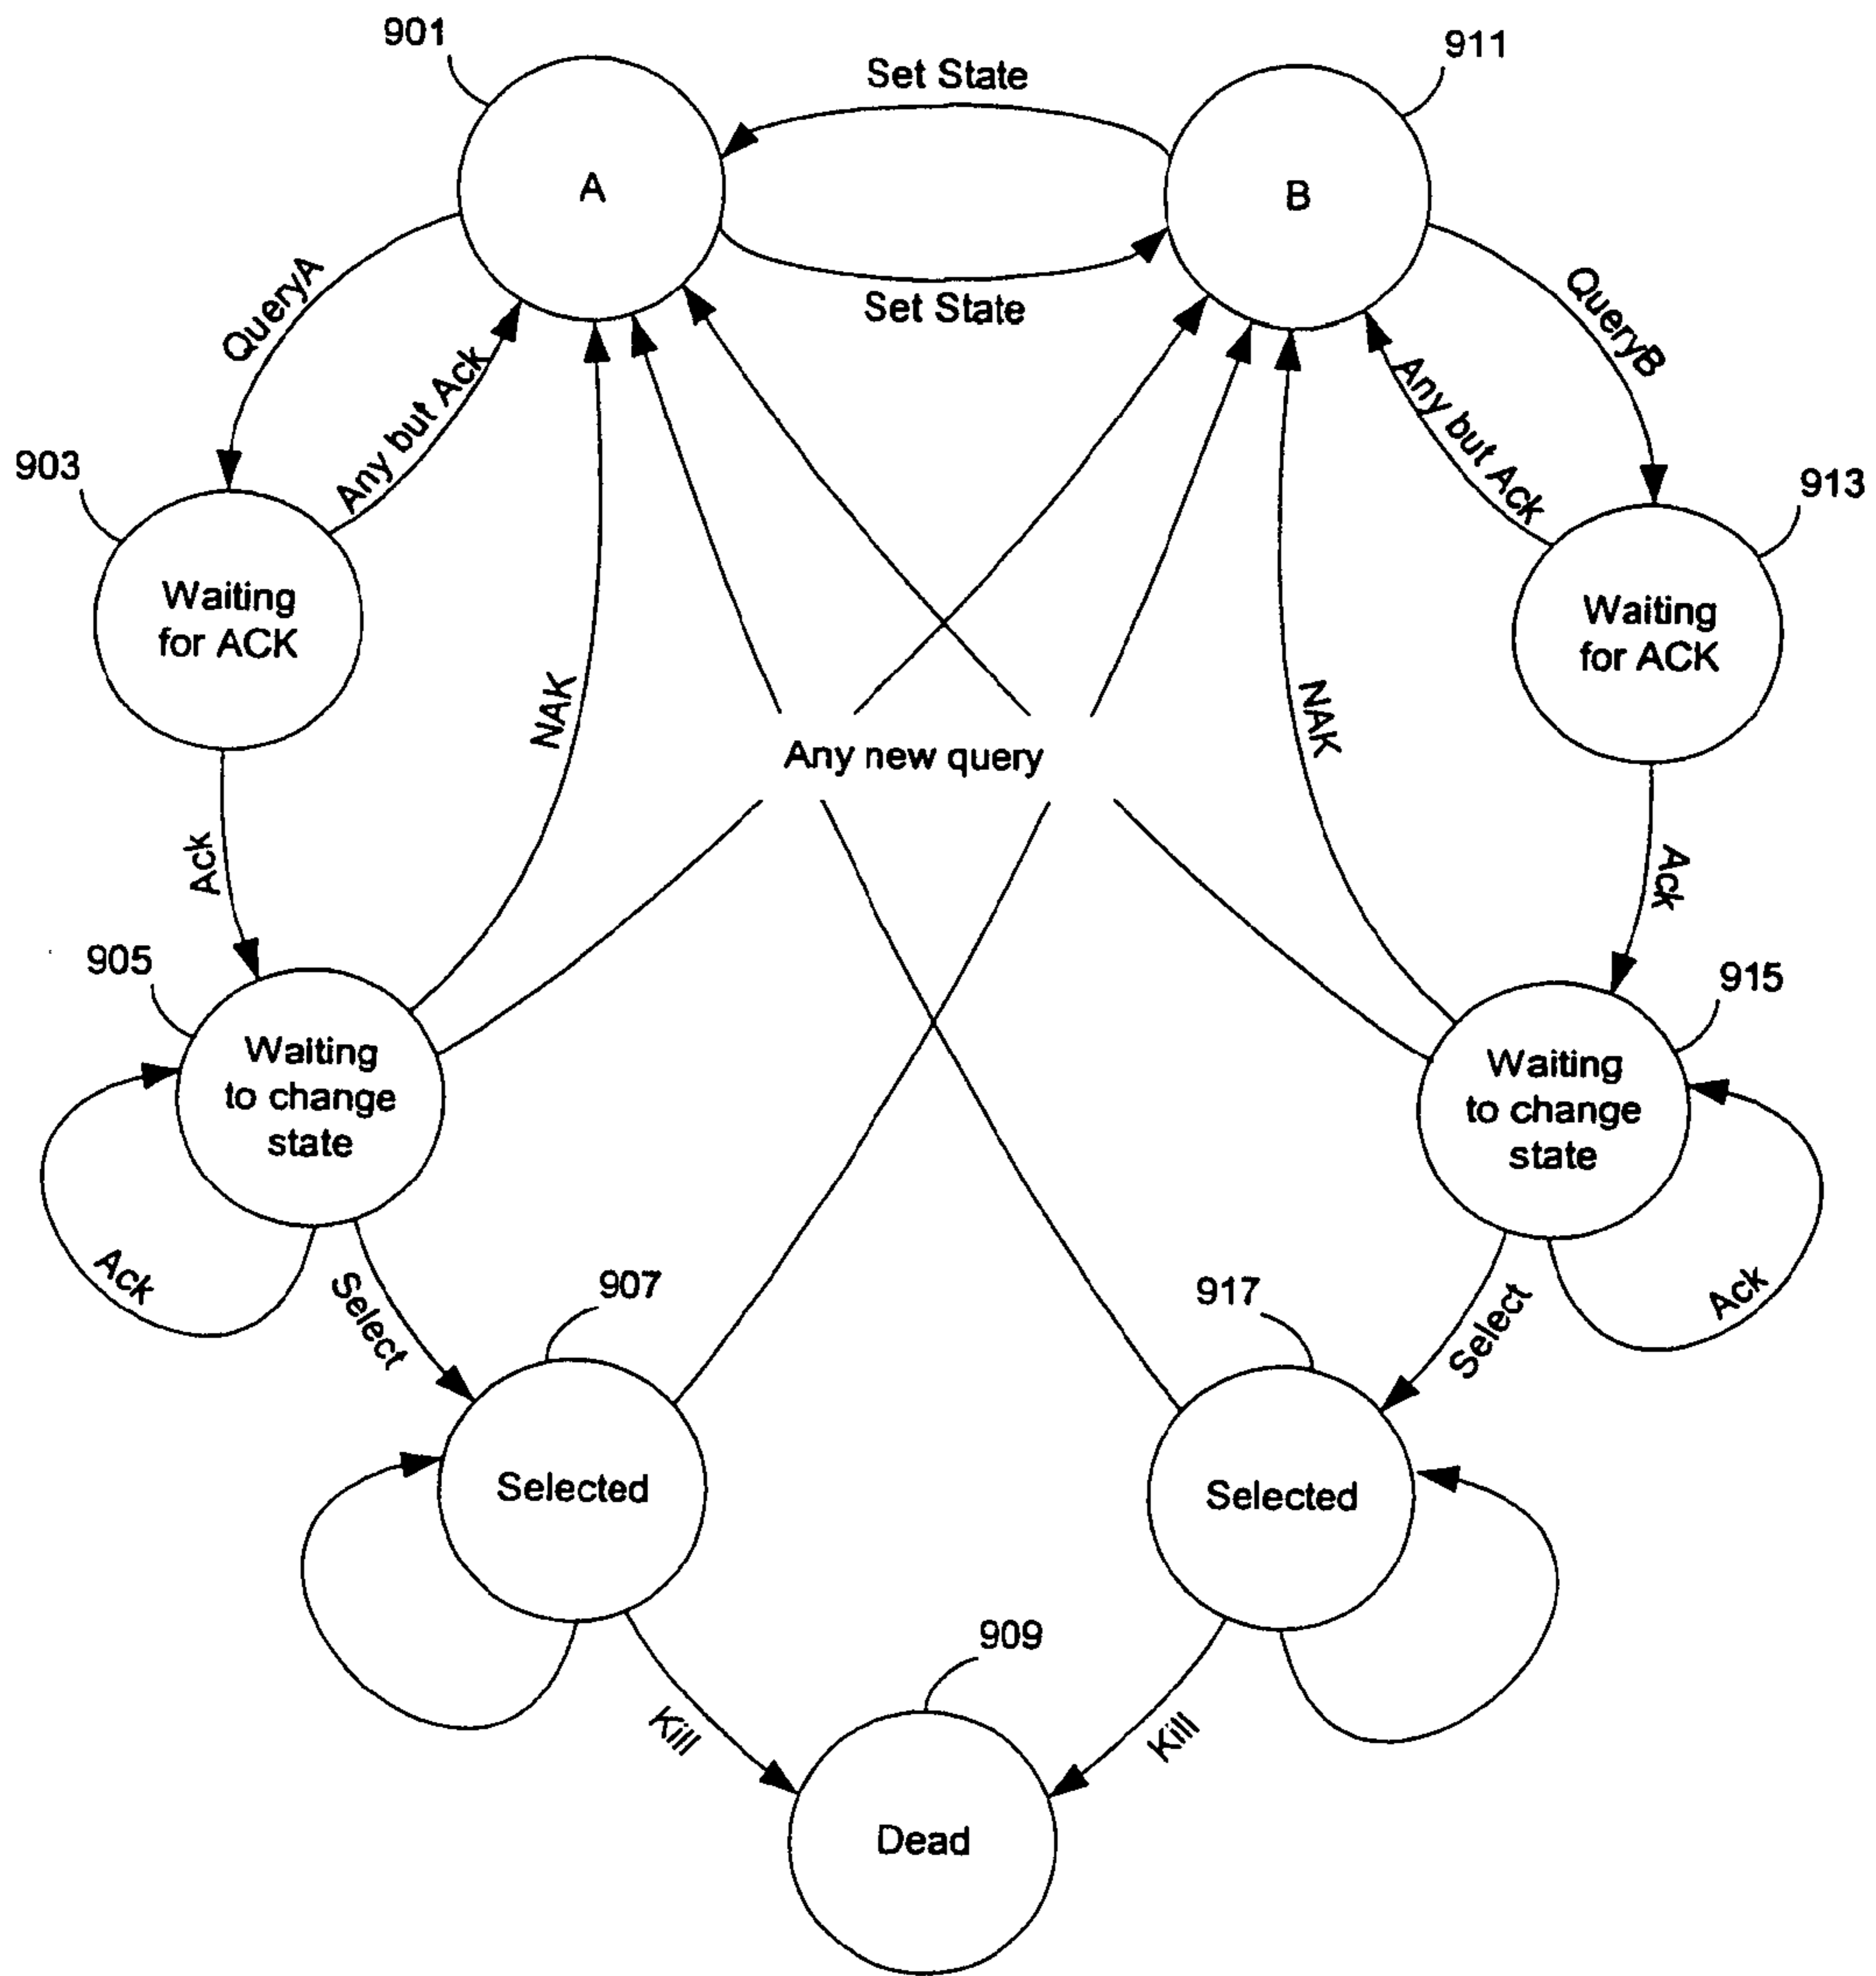 901
911
Set State
A
B
Set State
QueryA
QueryB
Any but Ack
Any but Ack
903
913
Waiting
for ACK
Waiting
for ACK
NAK
NAK
Any new query
Ack
Ack
905
915
Waiting
to change
state
Waiting
to change
state
Ack
Select
907
917
Select
Ack
Selected
Selected
909
Kill
Kill
Dead